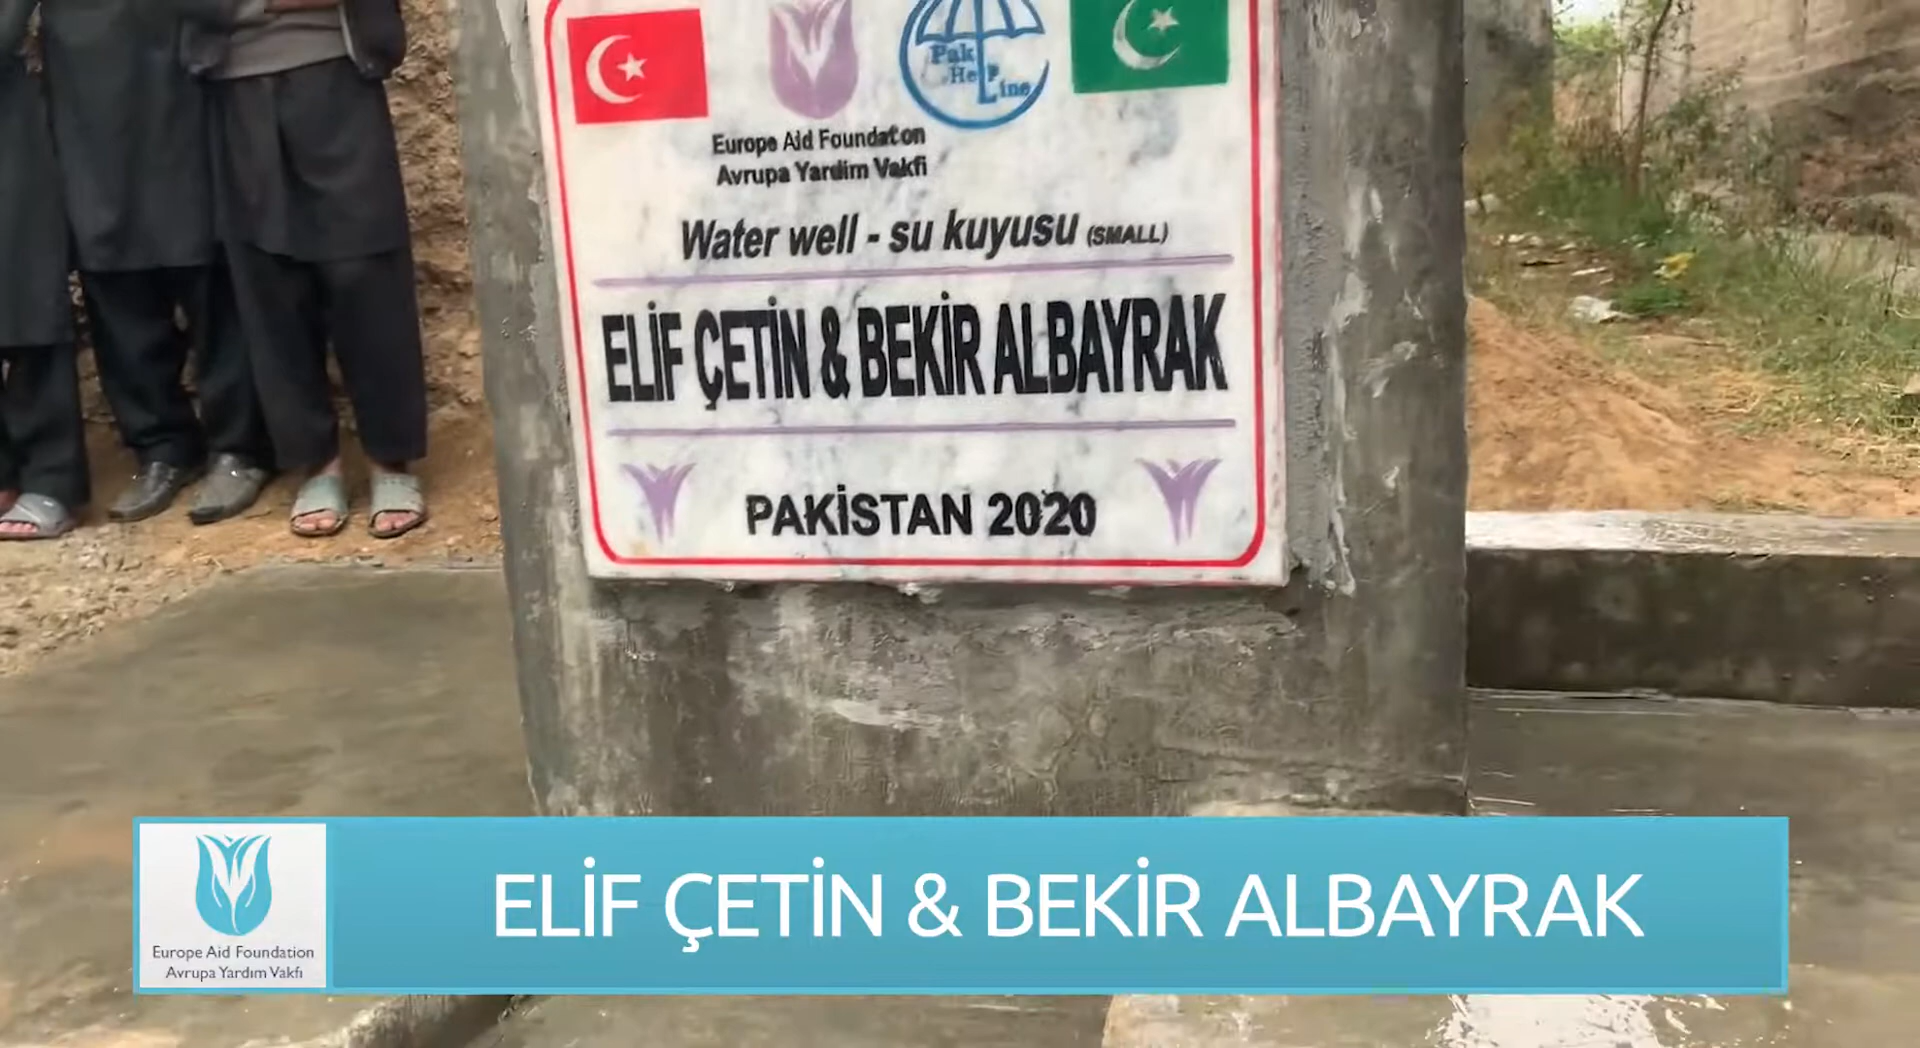 Pak
Help
Line
Europe Aid Foundation
Avrupa Yardim Vakfi
Water well - su kuyusu (SMALL)
ELİF ÇETİN & BEKİR ALBAYRAK
PAKİSTAN 2020
ELİF ÇETİN & BEKİR ALBAYRAK
Europe Aid Foundation
Avrupa Yardım Vakfı